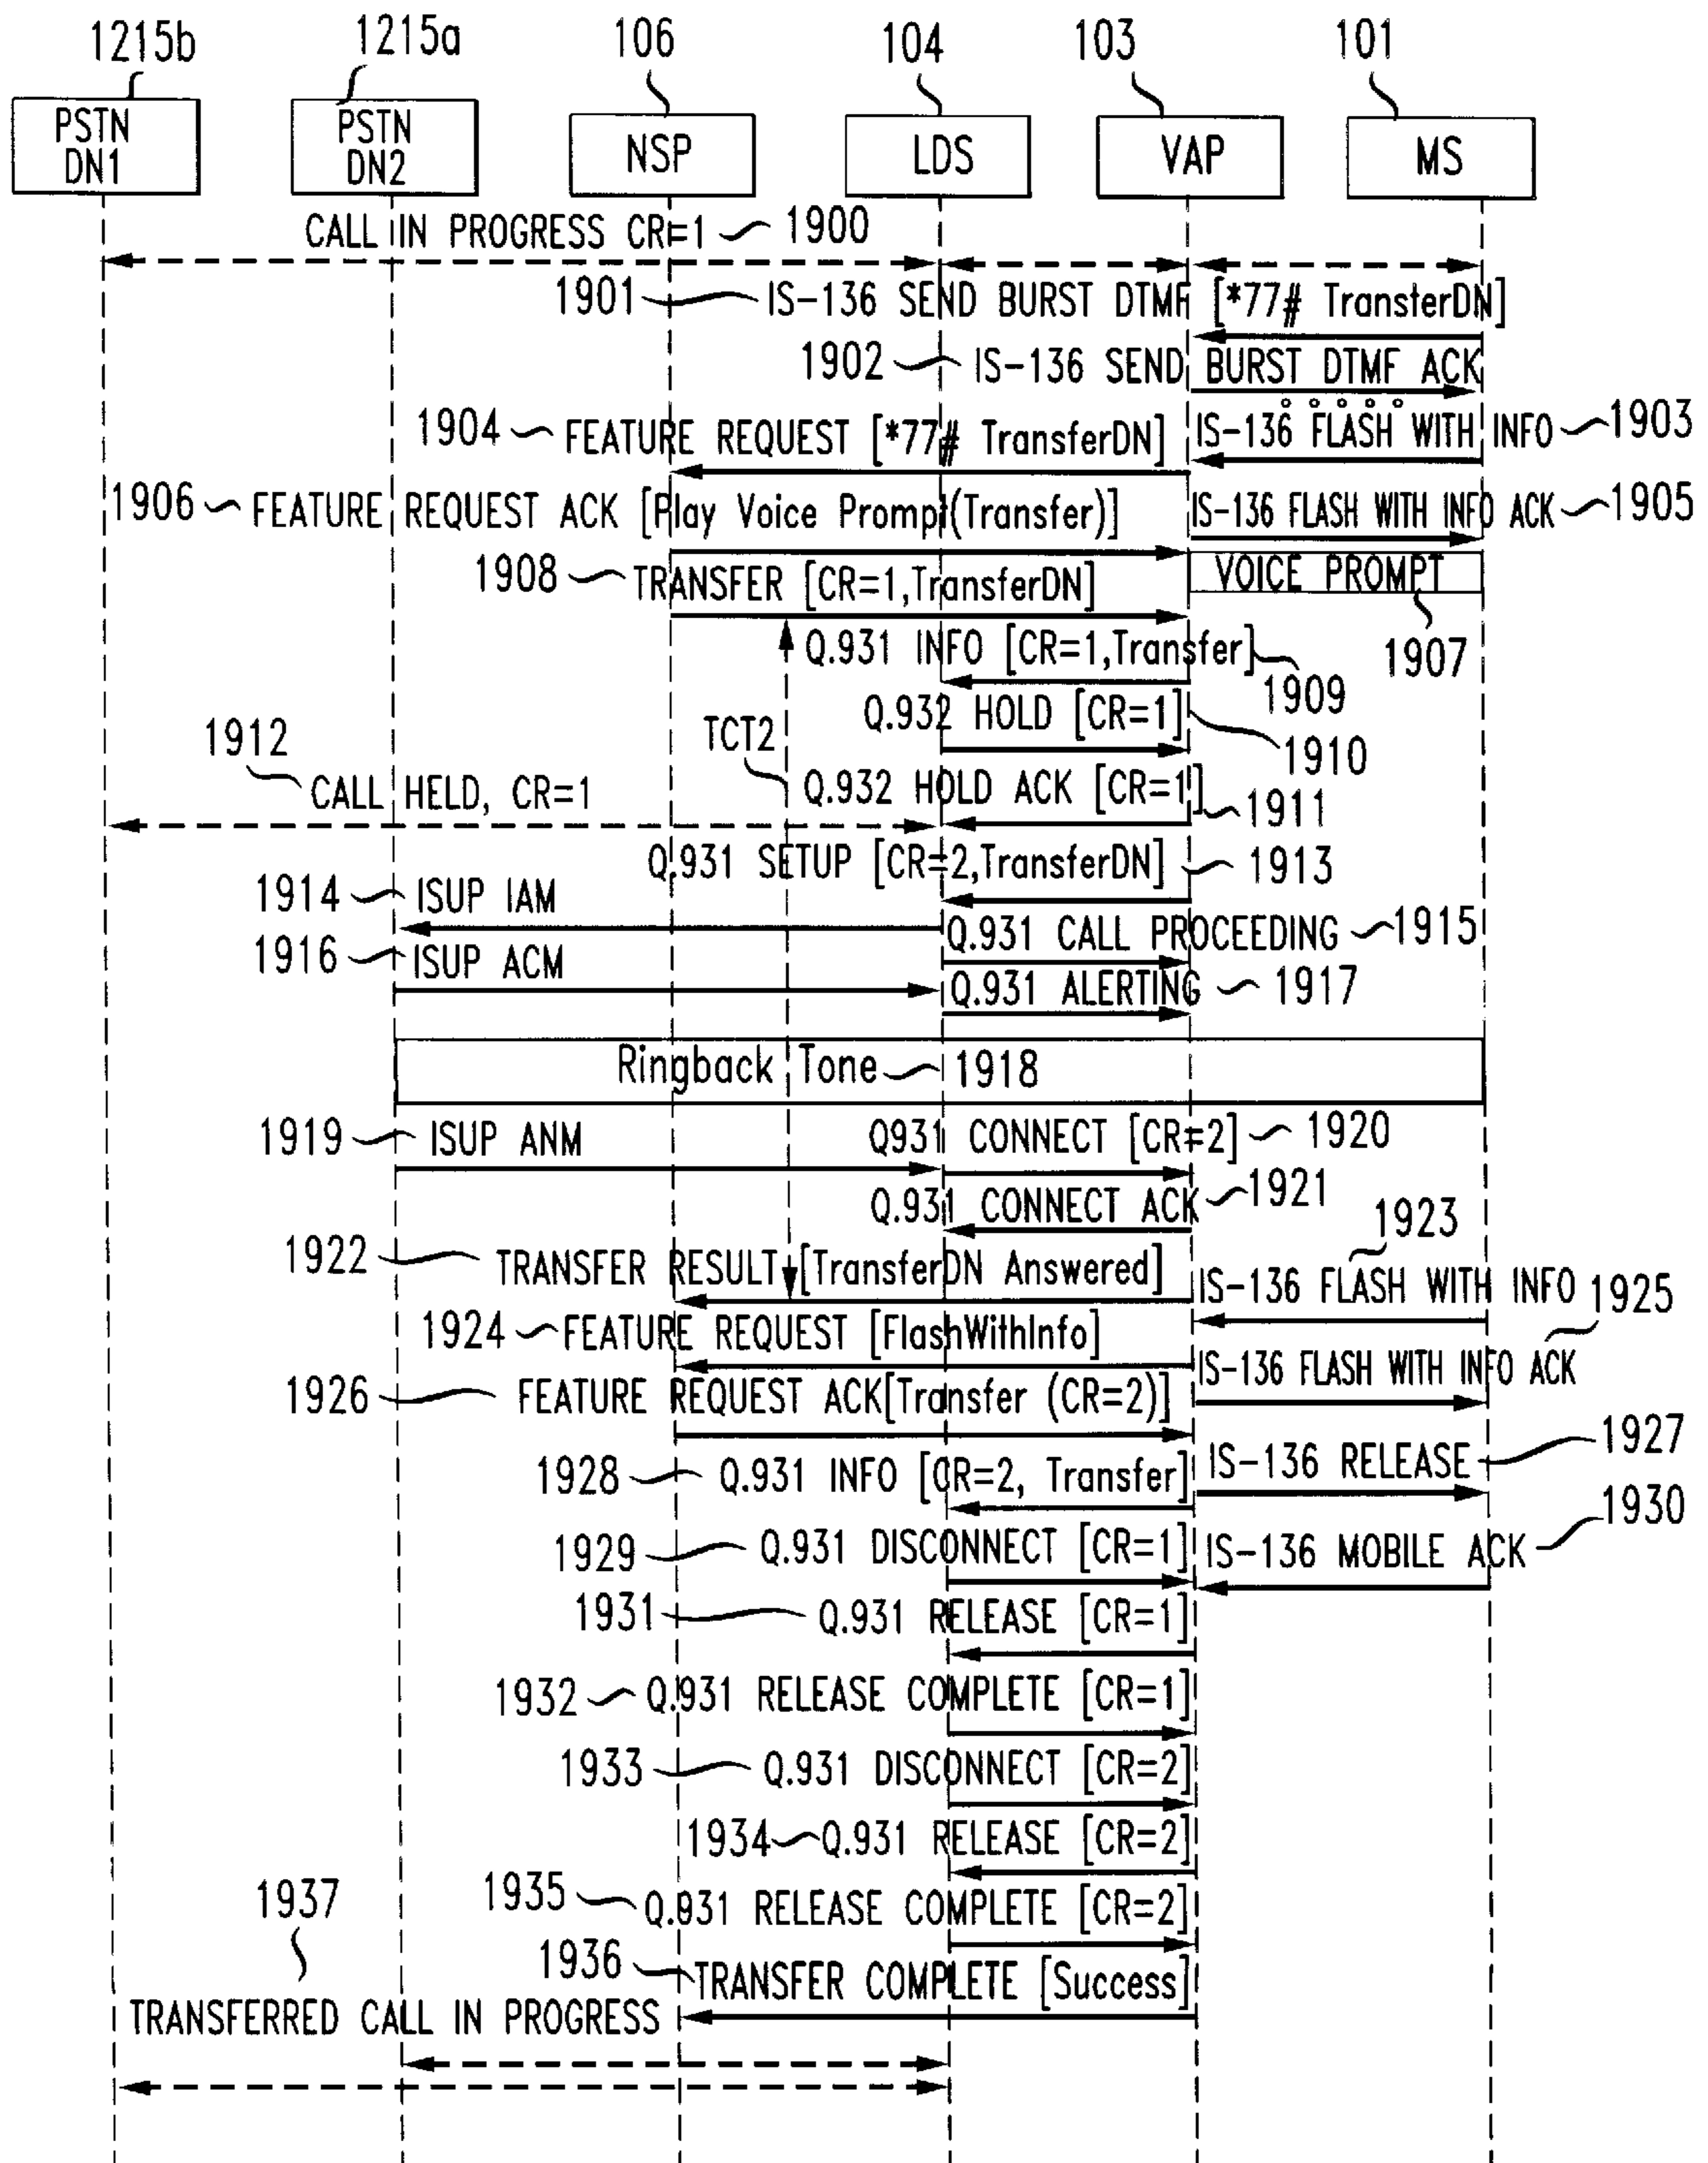 1215b 1215a 106 104 103 101
PSTN DN1 PSTN DN2 NSP LDS VAP MS
CALL IN PROGRESS CR=1 1900
1901 IS-136 SEND BURST DTMF [*77# TransterDN]
1902 IS-136 SEND BURST DTMF ACK
1904 FEATURE REQUEST [*77# TransferDN] IS-136 FLASH WITH INFO 1903
1906 FEATURE REQUEST ACK [Play Voice Prompt(Transfer)] IS-136 FLASH WITH INFO ACK 1905
1908 TRANSFER [CR=1,TransferDN] VOICE PROMPT
Q.931 INFO [CR=1,Transfer] 1907
1909
Q.932 HOLD [CR=1]
TCT2
1912 1910
CALL HELD, CR=1 Q.932 HOLD ACK [CR=1] 1911
Q.931 SETUP [CR=2,TransferDN] 1913
1914 ISUP IAM
Q.931 CALL PROCEEDING 1915
1916 ISUP ACM
Q.931 ALERTING 1917
Ringback Tone 1918
1919 ISUP ANM Q931 CONNECT [CR=2] 1920
Q.931 CONNECT ACK 1921
1923
1922 TRANSFER RESULT [TransferDN Answered] IS-136 FLASH WITH INFO 1925
1924 FEATURE REQUEST [FlashWithInfo]
IS-136 FLASH WITH INFO ACK
1926 FEATURE REQUEST ACK[Transfer (CR=2)]
1928 Q.931 INFO [CR=2, Transfer] IS-136 RELEASE 1927
1930
1929 Q.931 DISCONNECT [CR=1] IS-136 MOBILE ACK
1931 Q.931 RELEASE [CR=1]
1932 Q.931 RELEASE COMPLETE [CR=1]
1933 Q.931 DISCONNECT [CR=2]
1934 Q.931 RELEASE [CR=2]
1937 1935 Q.931 RELEASE COMPLETE [CR=2]
1936 TRANSFER COMPLETE [Success]
TRANSFERRED CALL IN PROGRESS